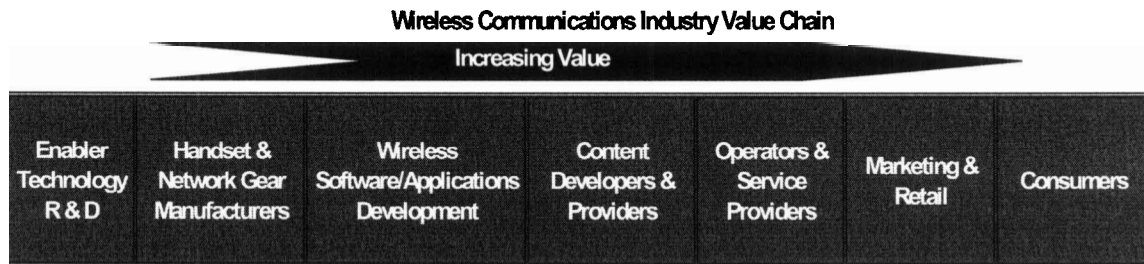 Wireless Communications Industry Value Chain
Increasing Value
Enabler
Technology
R & D
Handset &
Network Gear
Manufacturers
Wireless
Software/Applications
Development
Content
Developers &
Providers
Operators &
Service
Providers
Marketing &
Retail
Consumers